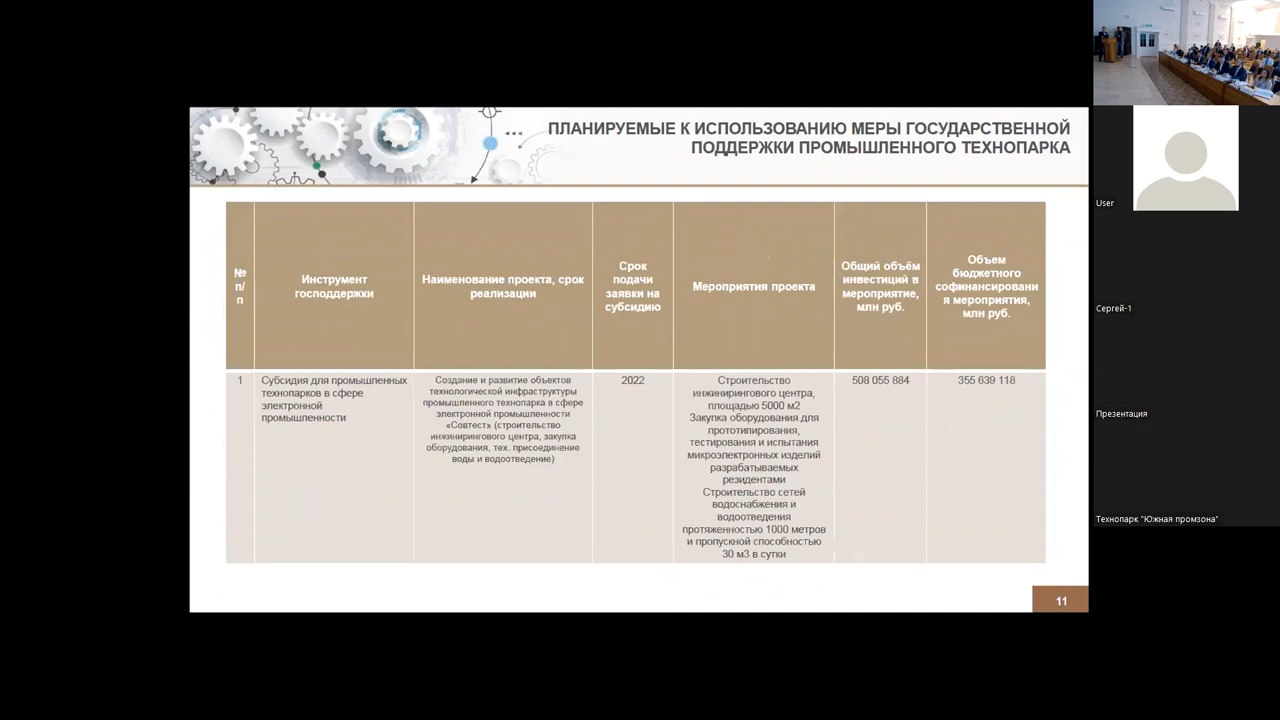 ПЛАНИРУЕМЫЕ К ИСПОЛЬЗОВАНИЮ МЕРЫ ГОСУДАРСТВЕННОЙ
ПОДДЕРЖКИ ПРОМЫШЛЕННОГО ТЕХНОПАРКА
№
п/
п
Инструмент
господдержки
Наименование проекта, срок
реализации
Срок
подачи
заявки на
субсидию
Мероприятия проекта
Общий объём
инвестиций в
мероприятие,
млн руб.
Объем
бюджетного
софинансировани
я мероприятия,
млн руб.
1
Субсидия для промышленных
технопарков в сфере
электронной
промышленности
Создание и развитие объектов
технологической инфраструктуры
промышленного технопарка в сфере
электронной промышленности
«Совтест» (строительство
инжинирингового центра, закупка
оборудования, тех. присоединение
воды и водоотведение)
2022
Строительство
инжинирингового центра,
площадью 5000 м2
Закупка оборудования для
прототипирования,
тестирования и испытания
микроэлектронных изделий
разрабатываемых
резидентами
Строительство сетей
водоснабжения и
водоотведения
протяженностью 1000 метров
и пропускной способностью
30 м3 в сутки
508 055 884
355 639 118
11
User
Сергей-1
Презентация
Технопарк "Южная промзона"